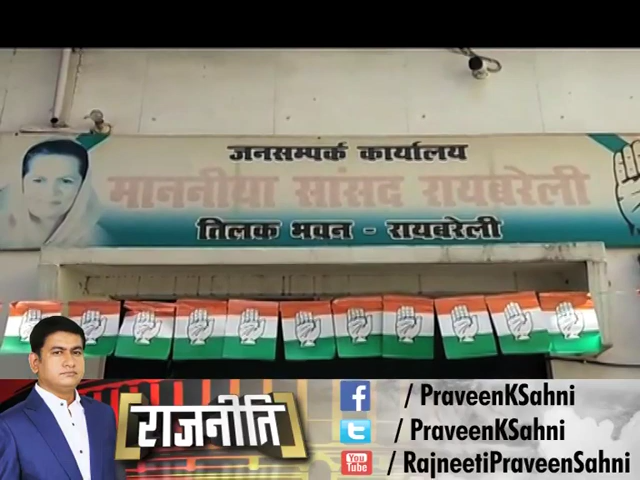 जनसम्पर्क कार्यालय
माननीया सांसद रायबरेली
तिलक भवन - रायबरेली
[राजनीति]
/ PraveenKSahni
/ PraveenKSahni
You Tube / RajneetiPraveenSahni